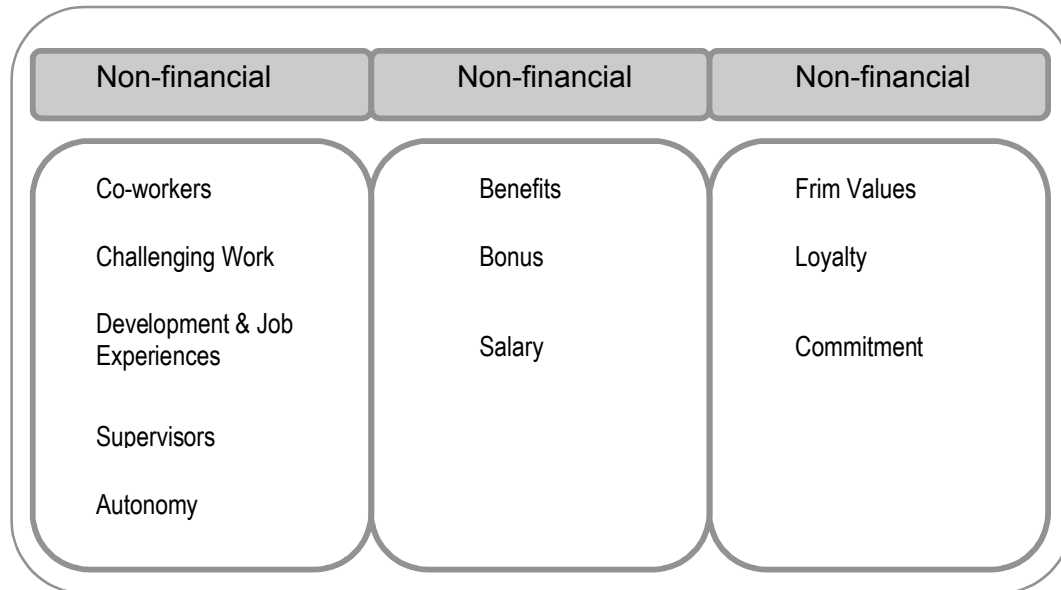 Non-financial
Non-financial
Non-financial
Co-workers
Challenging Work
Development & Job
Experiences
Supervisors
Autonomy
Benefits
Bonus
Salary
Frim Values
Loyalty
Commitment